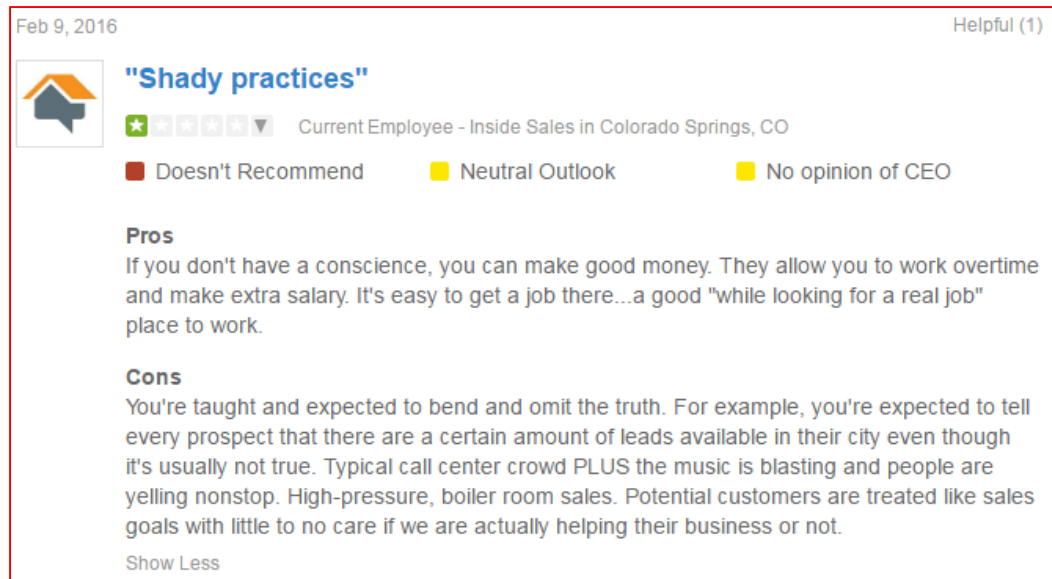 Feb 9, 2016
Helpful (1)
"Shady practices"
Current Employee - Inside Sales in Colorado Springs, CO
Doesn't Recommend
Neutral Outlook
No opinion of CEO
Pros
If you don't have a conscience, you can make good money. They allow you to work overtime
and make extra salary. It's easy to get a job there...a good "while looking for a real job"
place to work.
Cons
You're taught and expected to bend and omit the truth. For example, you're expected to tell
every prospect that there are a certain amount of leads available in their city even though
it's usually not true. Typical call center crowd PLUS the music is blasting and people are
yelling nonstop. High-pressure, boiler room sales. Potential customers are treated like sales
goals with little to no care if we are actually helping their business or not.
Show Less